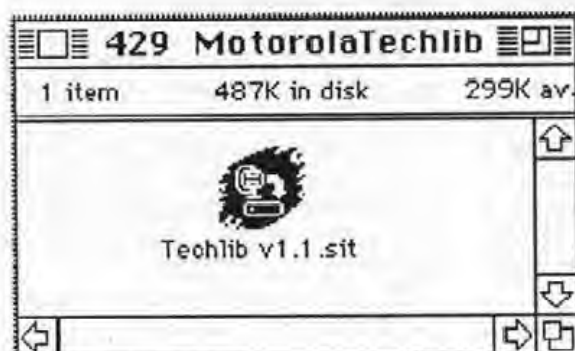 429 MotorolaTechlib
1 item 487K in disk 299K av.
Techlib v1.1.sit